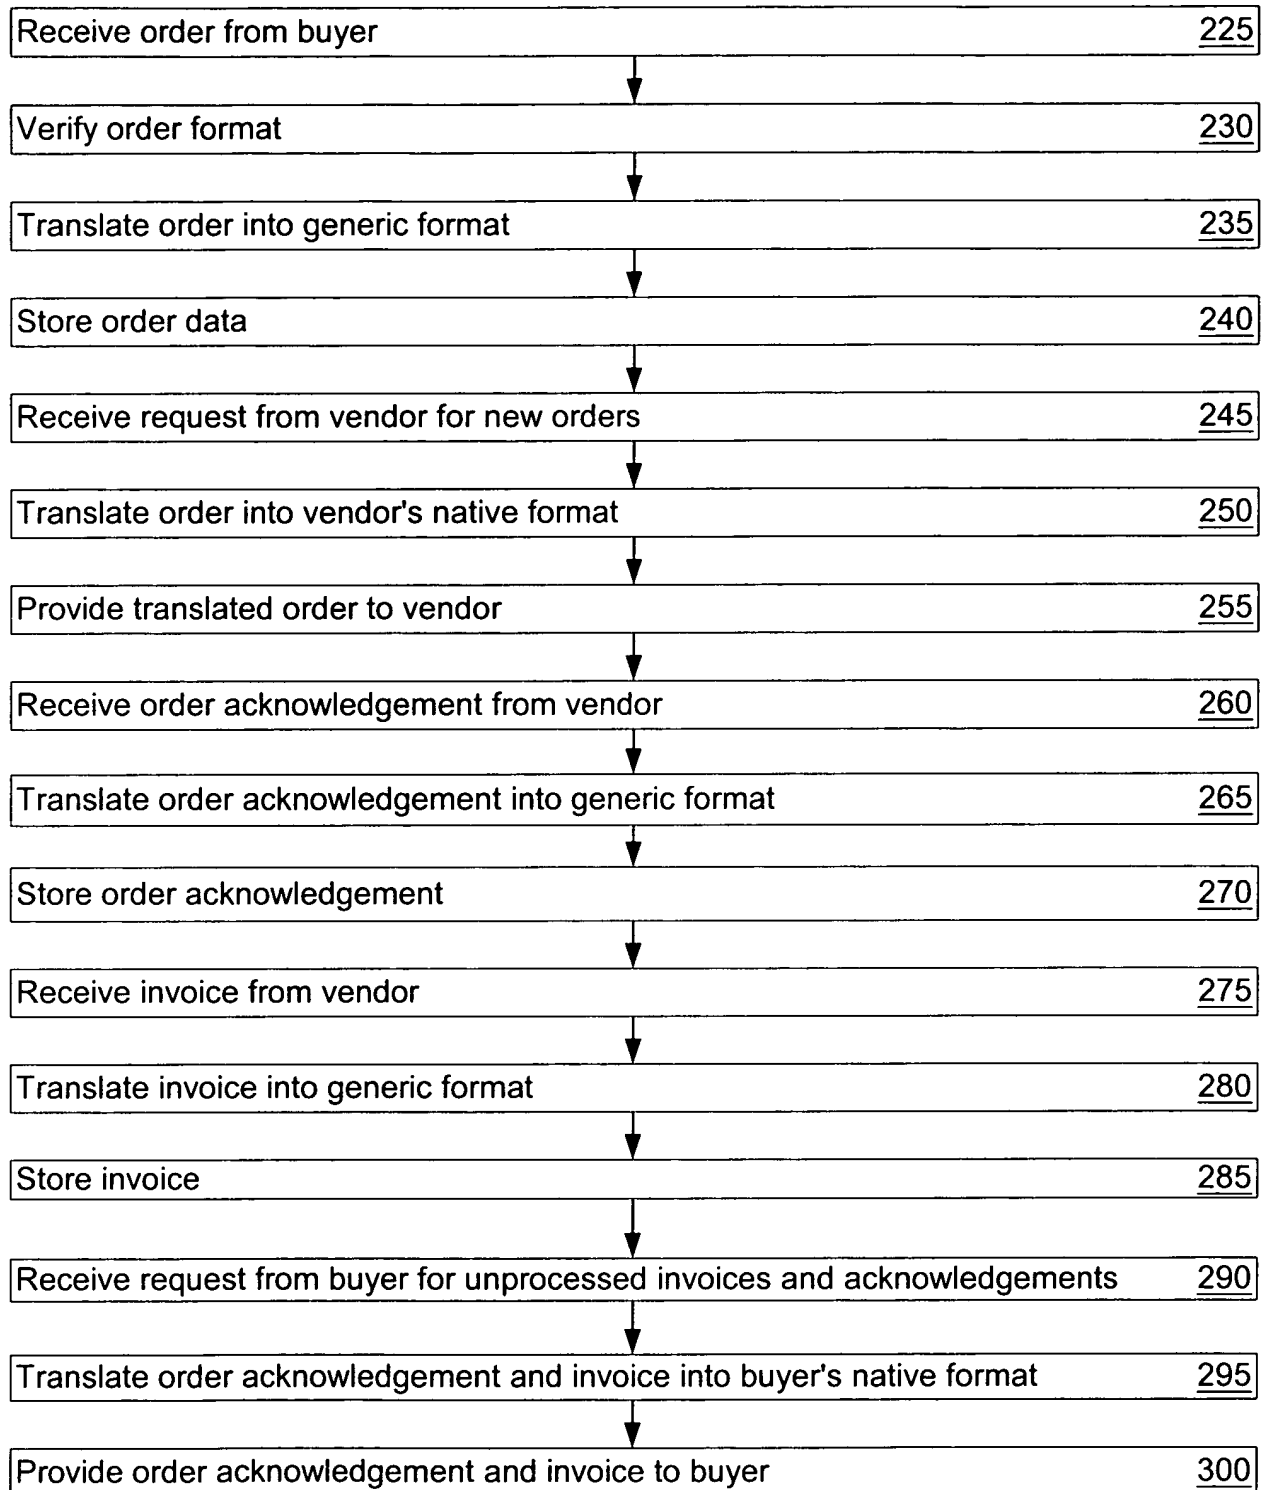 Receive order from buyer 225
Verify order format 230
Translate order into generic format 235
Store order data 240
Receive request from vendor for new orders 245
Translate order into vendor's native format 250
Provide translated order to vendor 255
Receive order acknowledgement from vendor 260
Translate order acknowledgement into generic format 265
Store order acknowledgement 270
Receive invoice from vendor 275
Translate invoice into generic format 280
Store invoice 285
Receive request from buyer for unprocessed invoices and acknowledgements 290
Translate order acknowledgement and invoice into buyer's native format 295
Provide order acknowledgement and invoice to buyer 300